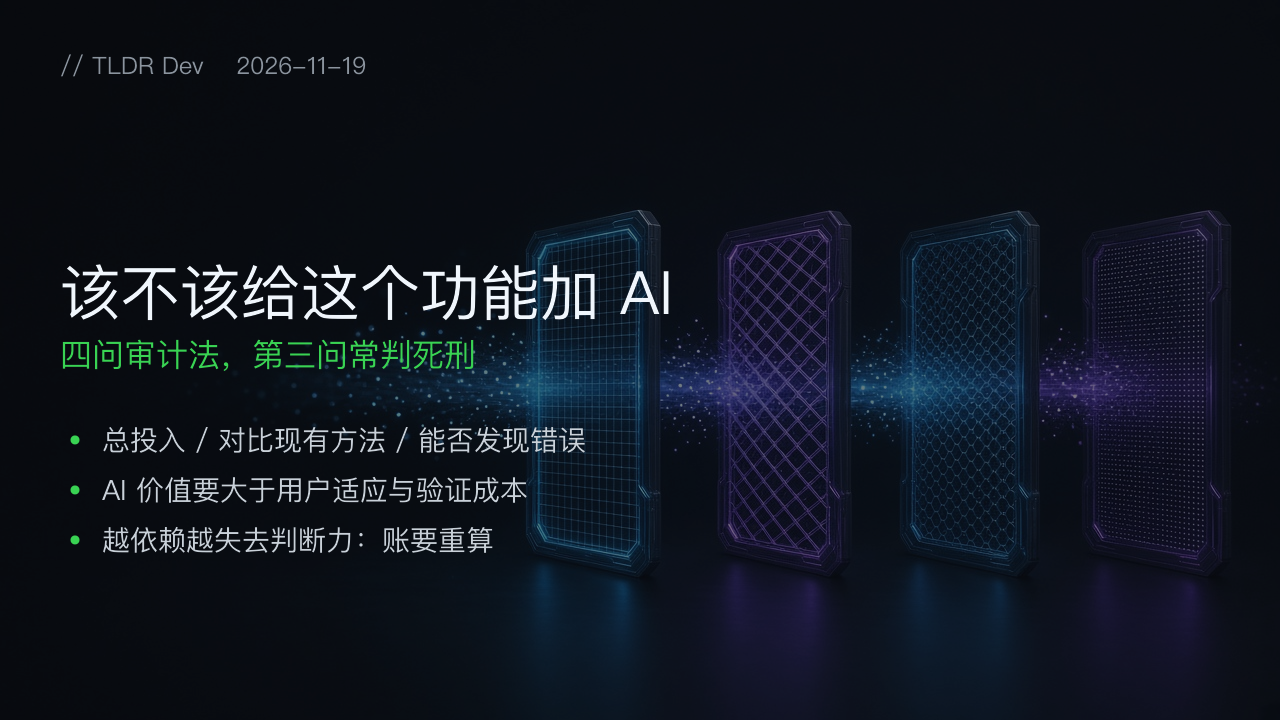 // TLDR Dev 2026-11-19
该不该给这个功能加 AI
四问审计法，第三问常判死刑
• 总投入 / 对比现有方法 / 能否发现错误
• AI 价值要大于用户适应与验证成本
• 越依赖越失去判断力：账要重算